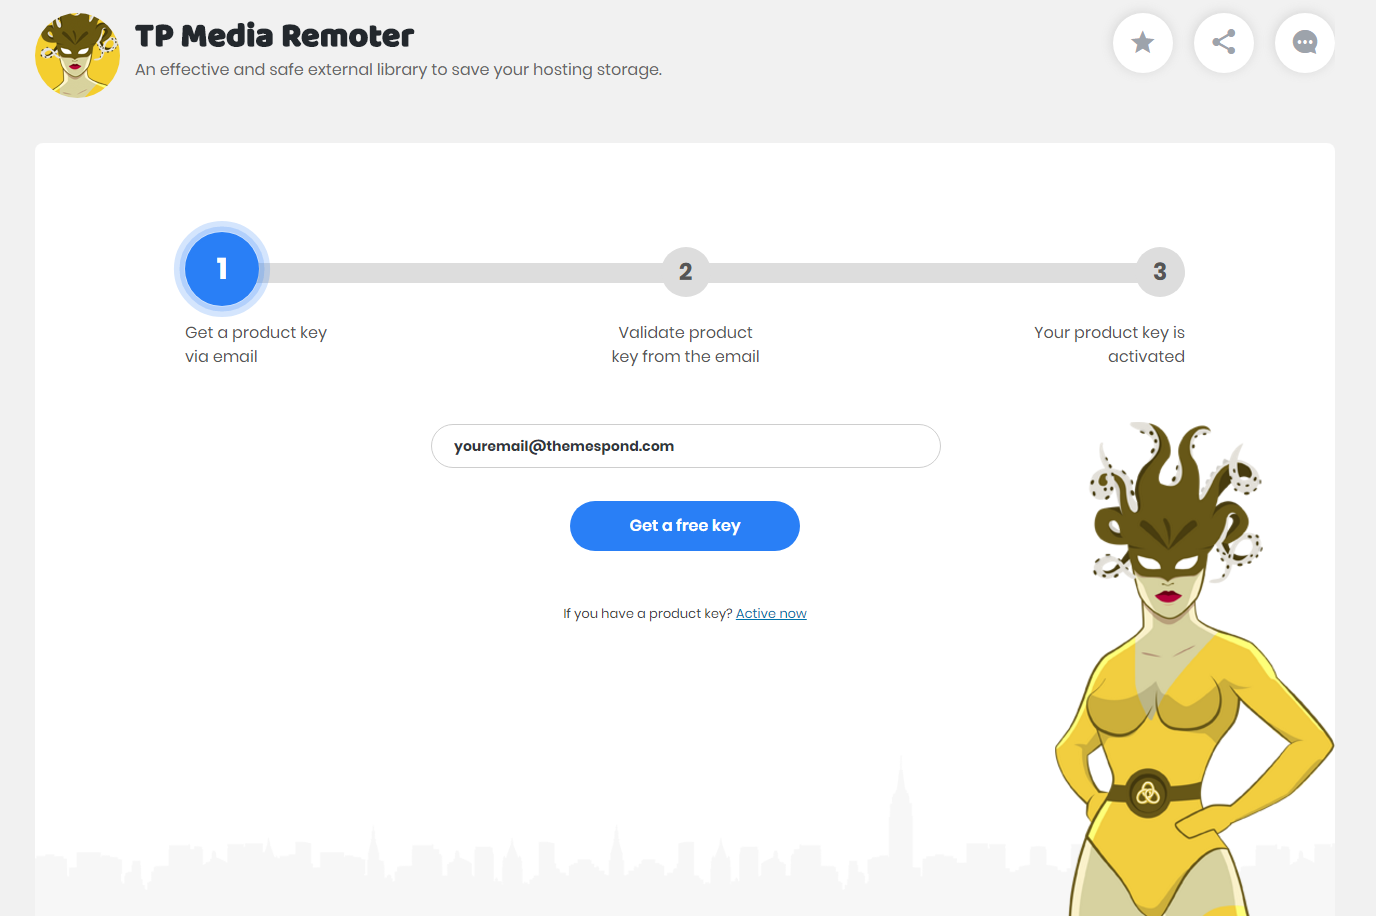 TP Media Remoter
An effective and safe external library to save your hosting storage.
1
2
3
Get a product key
via email
Validate product
key from the email
Your product key is
activated
youremail@themespond.com
Get a free key
If you have a product key? Active now